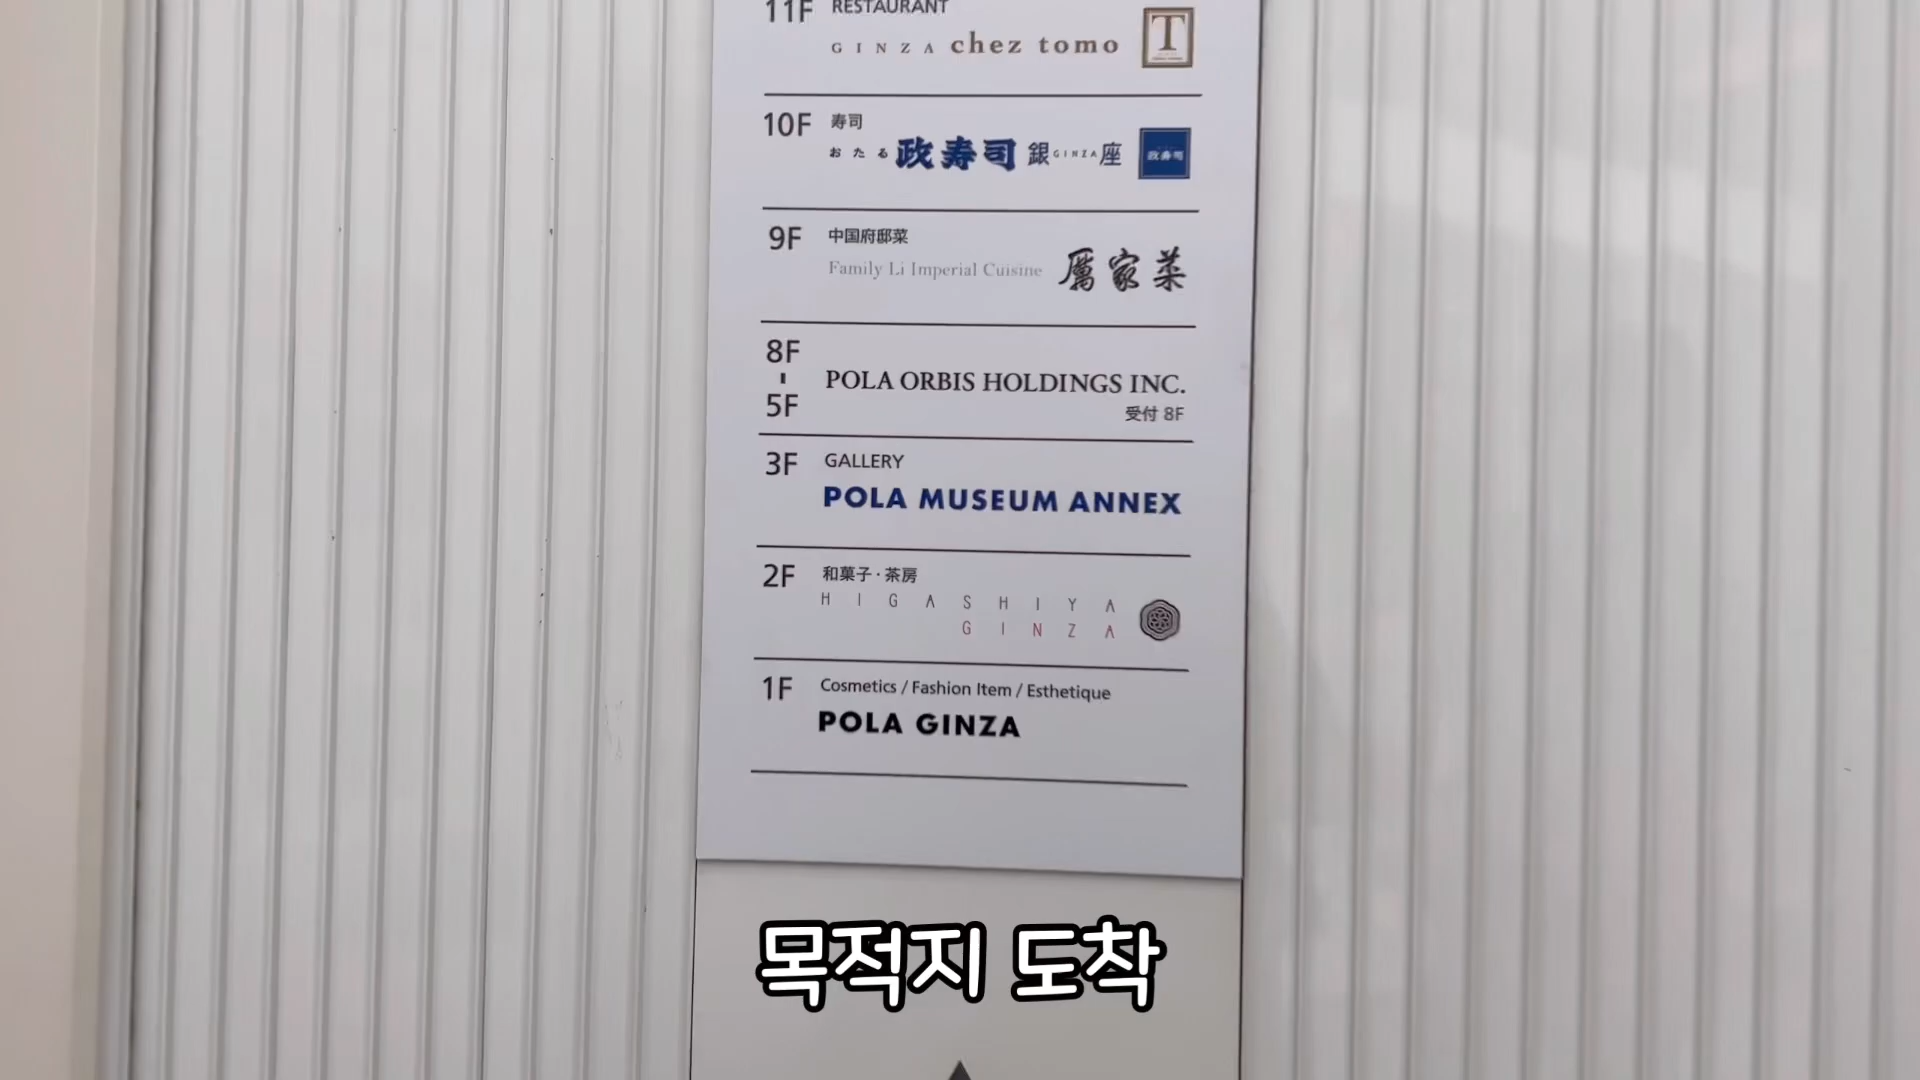 11F RESTAURANT
GINZA chez tomo T
10F 寿司
おたる 政寿司 銀GINZA座 政寿司
9F 中国府邸菜
Family Li Imperial Cuisine 厲家菜
8F
5F
POLA ORBIS HOLDINGS INC.
受付 8F
3F GALLERY
POLA MUSEUM ANNEX
2F 和菓子・茶房
HIGASHIYA
GINZA
1F Cosmetics / Fashion Item / Esthetique
POLA GINZA
목적지 도착